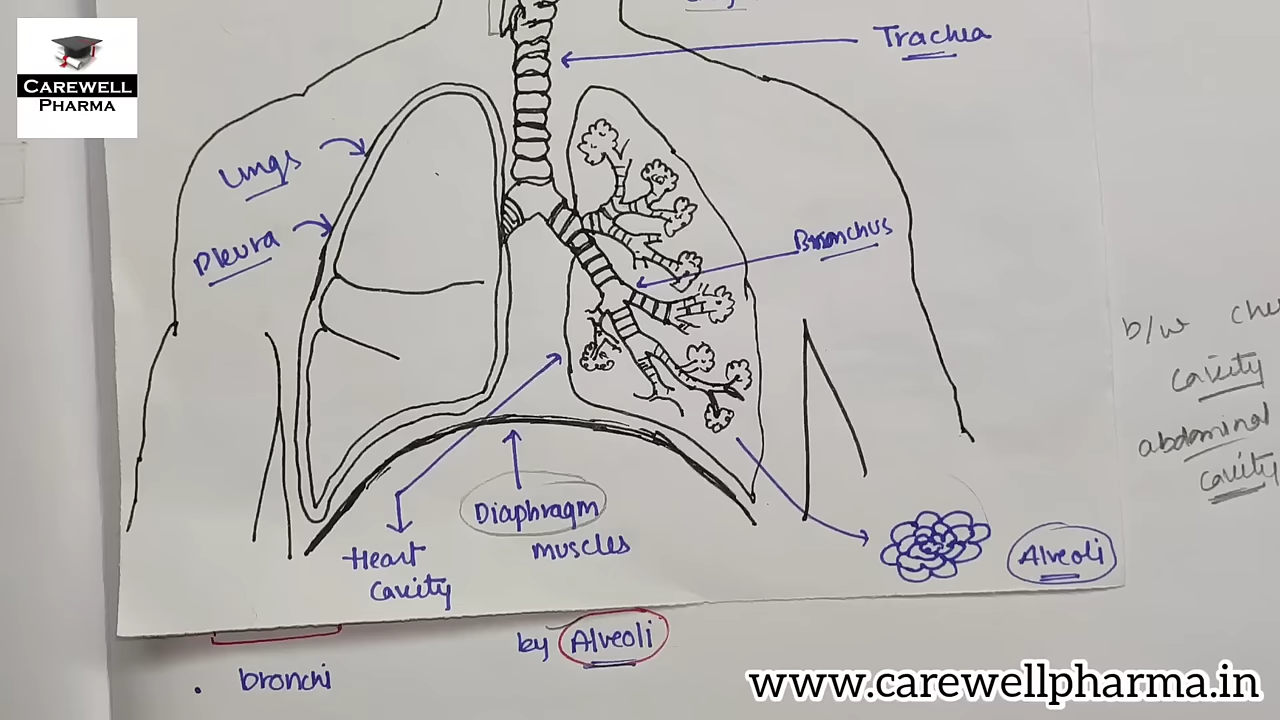 CAREWELL
PHARMA
Trachea
Lungs
Pleura
Bronchus
b/w
cavity
abdominal
cavity
Diaphragm
muscles
Heart
cavity
Alveoli
by Alveoli
bronchi
www.carewellpharma.in